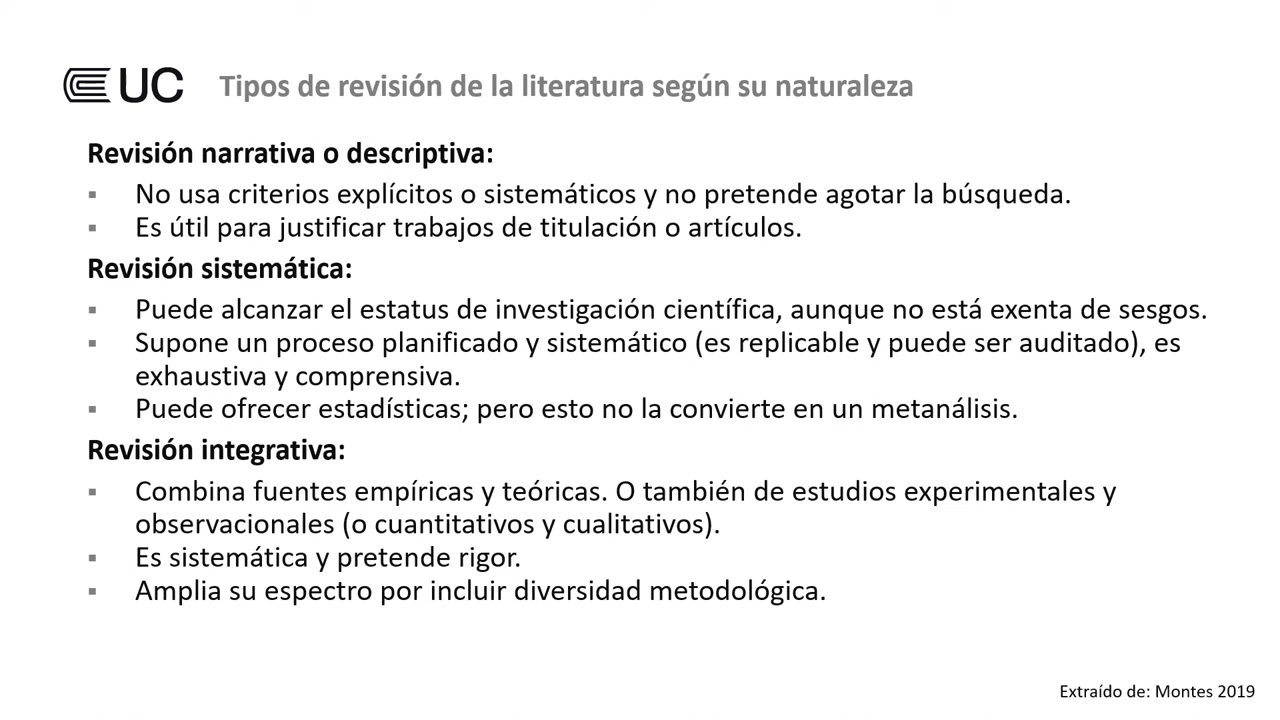 UC
Tipos de revisión de la literatura según su naturaleza
Revisión narrativa o descriptiva:
▪ No usa criterios explícitos o sistemáticos y no pretende agotar la búsqueda.
▪ Es útil para justificar trabajos de titulación o artículos.
Revisión sistemática:
▪ Puede alcanzar el estatus de investigación científica, aunque no está exenta de sesgos.
▪ Supone un proceso planificado y sistemático (es replicable y puede ser auditado), es
exhaustiva y comprensiva.
▪ Puede ofrecer estadísticas; pero esto no la convierte en un metanálisis.
Revisión integrativa:
▪ Combina fuentes empíricas y teóricas. O también de estudios experimentales y
observacionales (o cuantitativos y cualitativos).
▪ Es sistemática y pretende rigor.
▪ Amplia su espectro por incluir diversidad metodológica.
Extraído de: Montes 2019